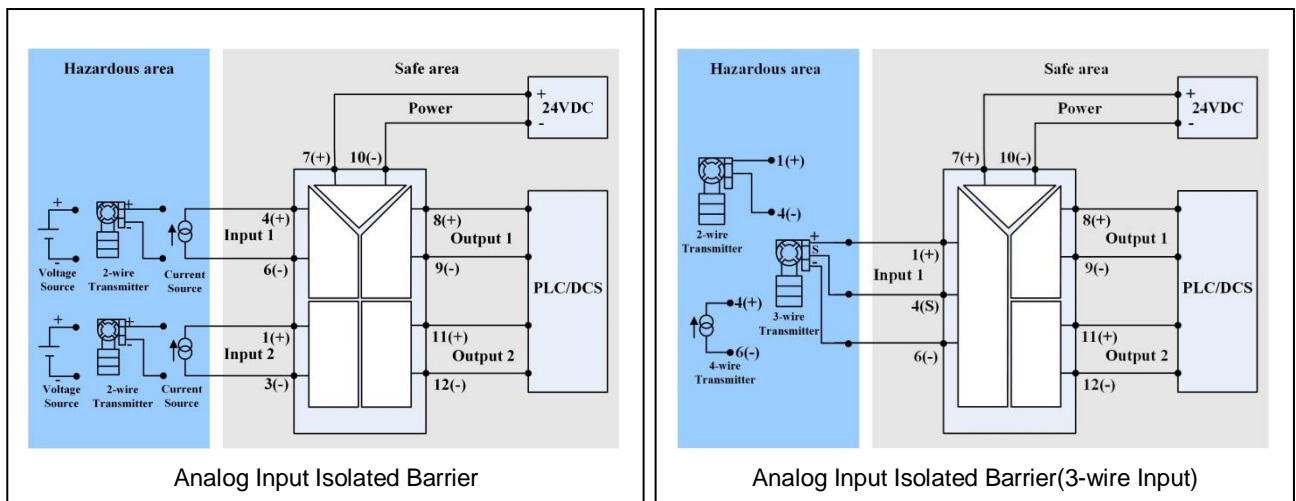 Hazardous area
Safe area
+
24VDC
-
Power
7(+)
10(-)
+
+
-
4(+)
8(+)
Input 1
Output 1
-
6(-)
9(-)
Voltage
Source
2-wire
Transmitter
Current
Source
PLC/DCS
+
+
-
1(+)
11(+)
Input 2
Output 2
-
3(-)
12(-)
Voltage
Source
2-wire
Transmitter
Current
Source
Analog Input Isolated Barrier
Hazardous area
Safe area
+
24VDC
-
Power
7(+)
10(-)
1(+)
4(-)
2-wire
Transmitter
+
S
-
1(+)
Input 1
4(S)
6(-)
3-wire
Transmitter
4(+)
6(-)
4-wire
Transmitter
8(+)
Output 1
9(-)
PLC/DCS
11(+)
Output 2
12(-)
Analog Input Isolated Barrier(3-wire Input)